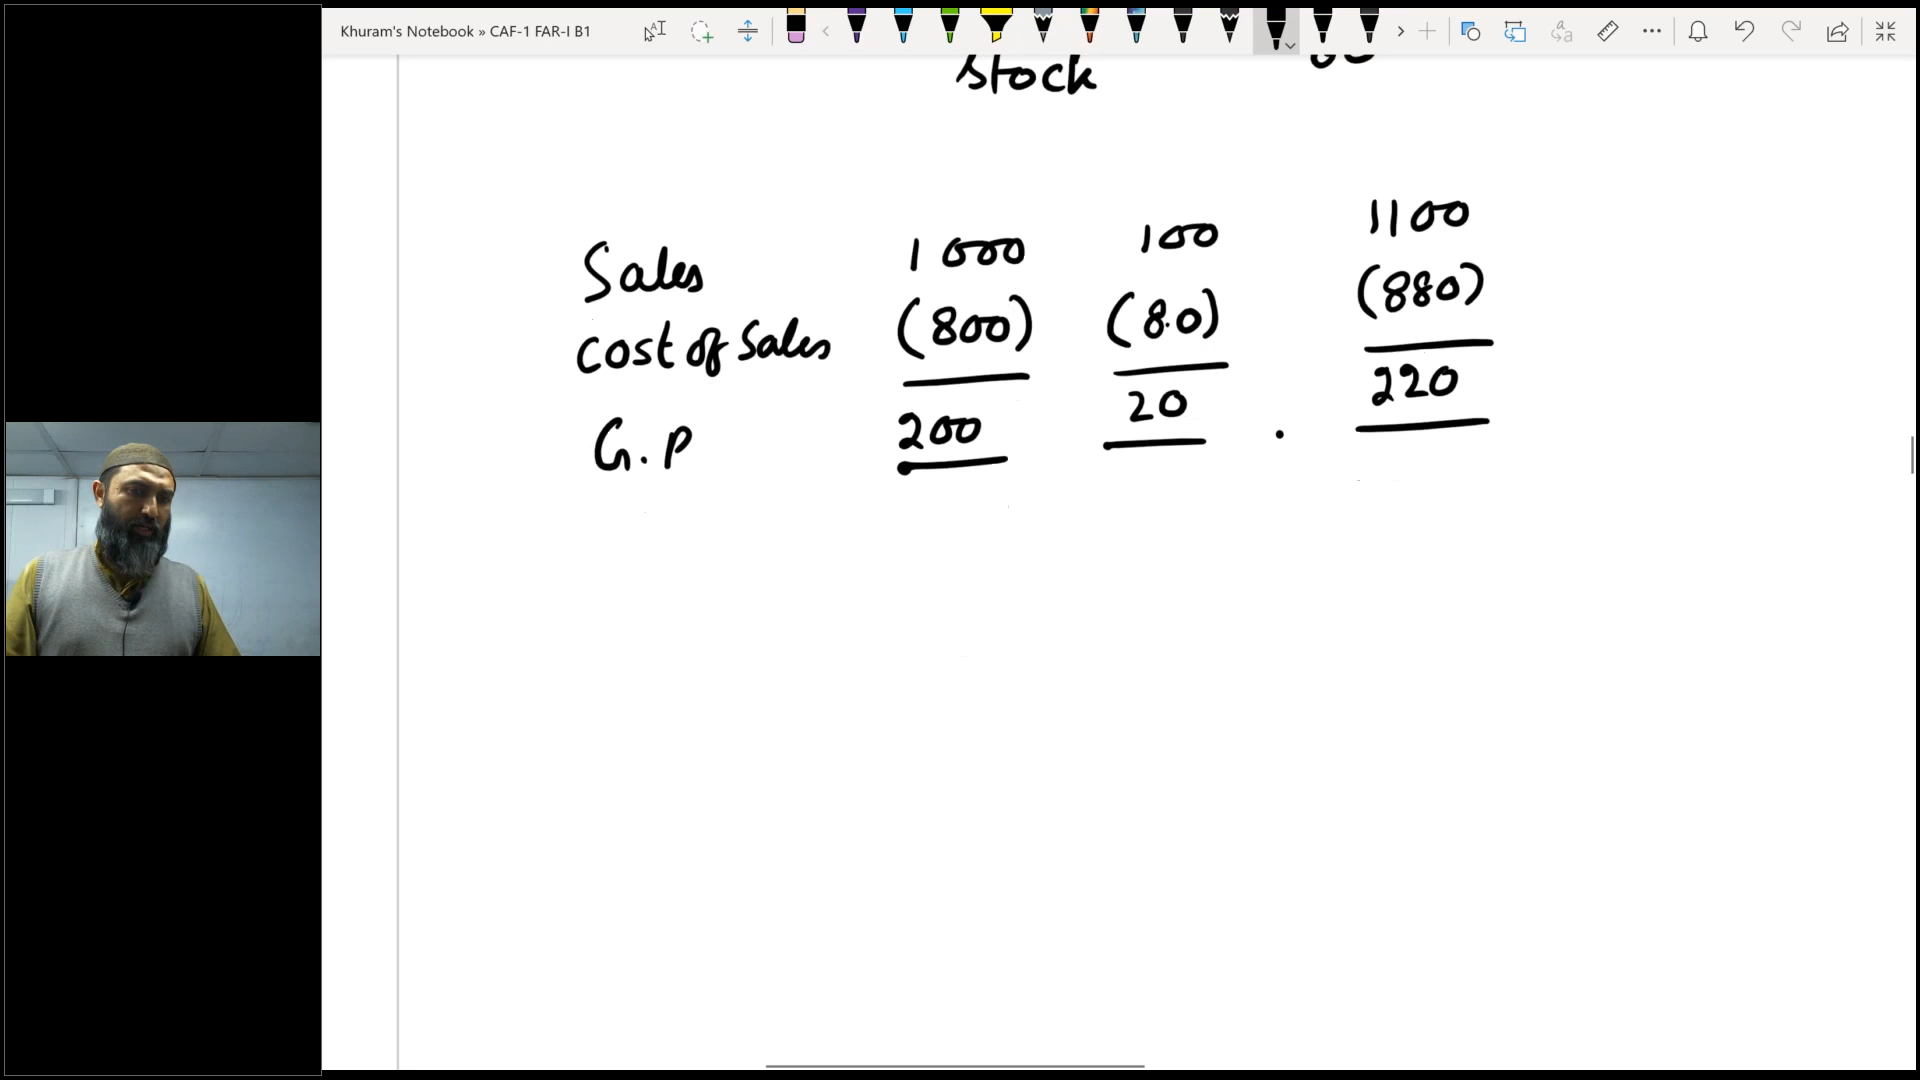 Khuram's Notebook » CAF-1 FAR-I B1
stock
Sales 1000 100 1100
cost of Sales (800) (80) (880)
G.P 200 20 220